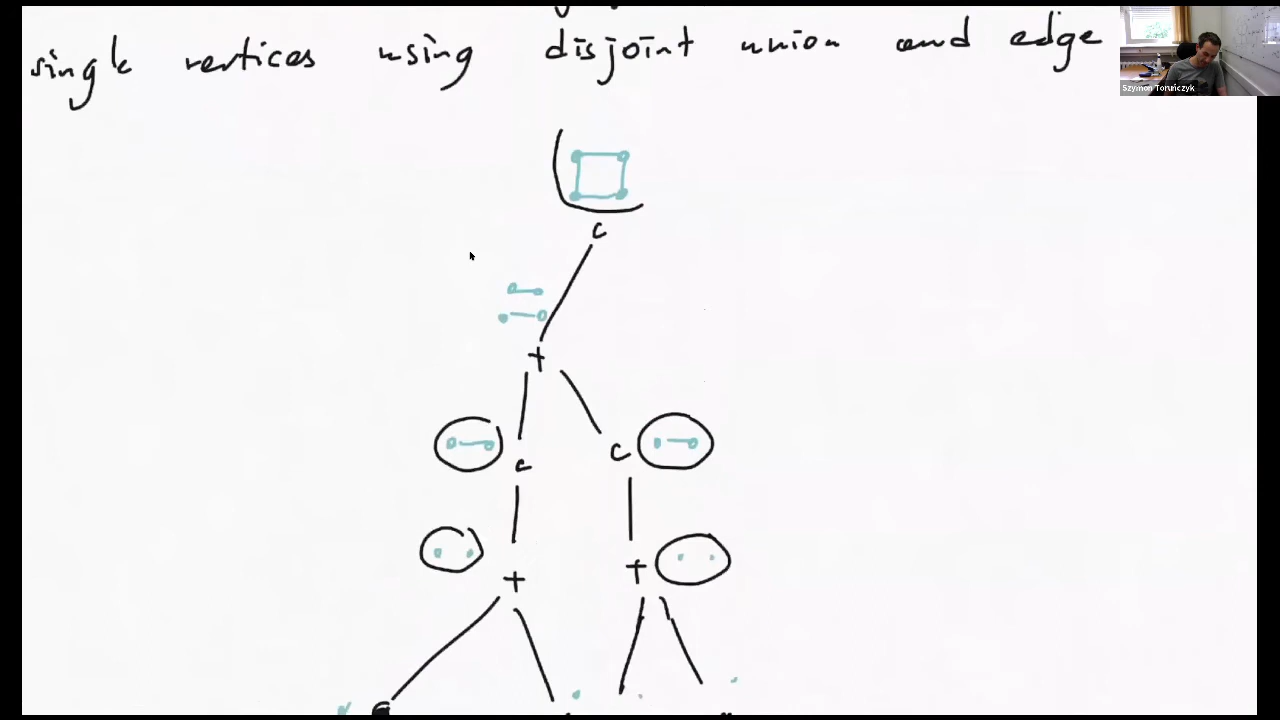 single vertices using disjoint union and edge
Szymon Toruńczyk
c
+
c c
+ +